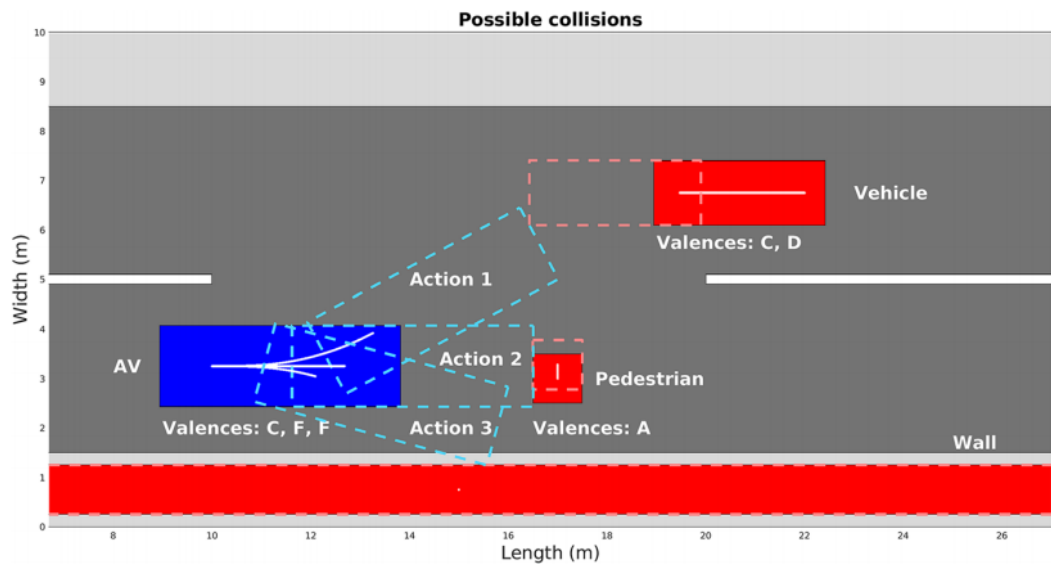 Possible collisions
10
9
8
7
6
5
4
3
2
1
0
Width (m)
Vehicle
Valences: C, D
Action 1
AV
Action 2
Pedestrian
Valences: C, F, F
Action 3
Valences: A
Wall
8
10
12
14
16
18
20
22
24
26
Length (m)